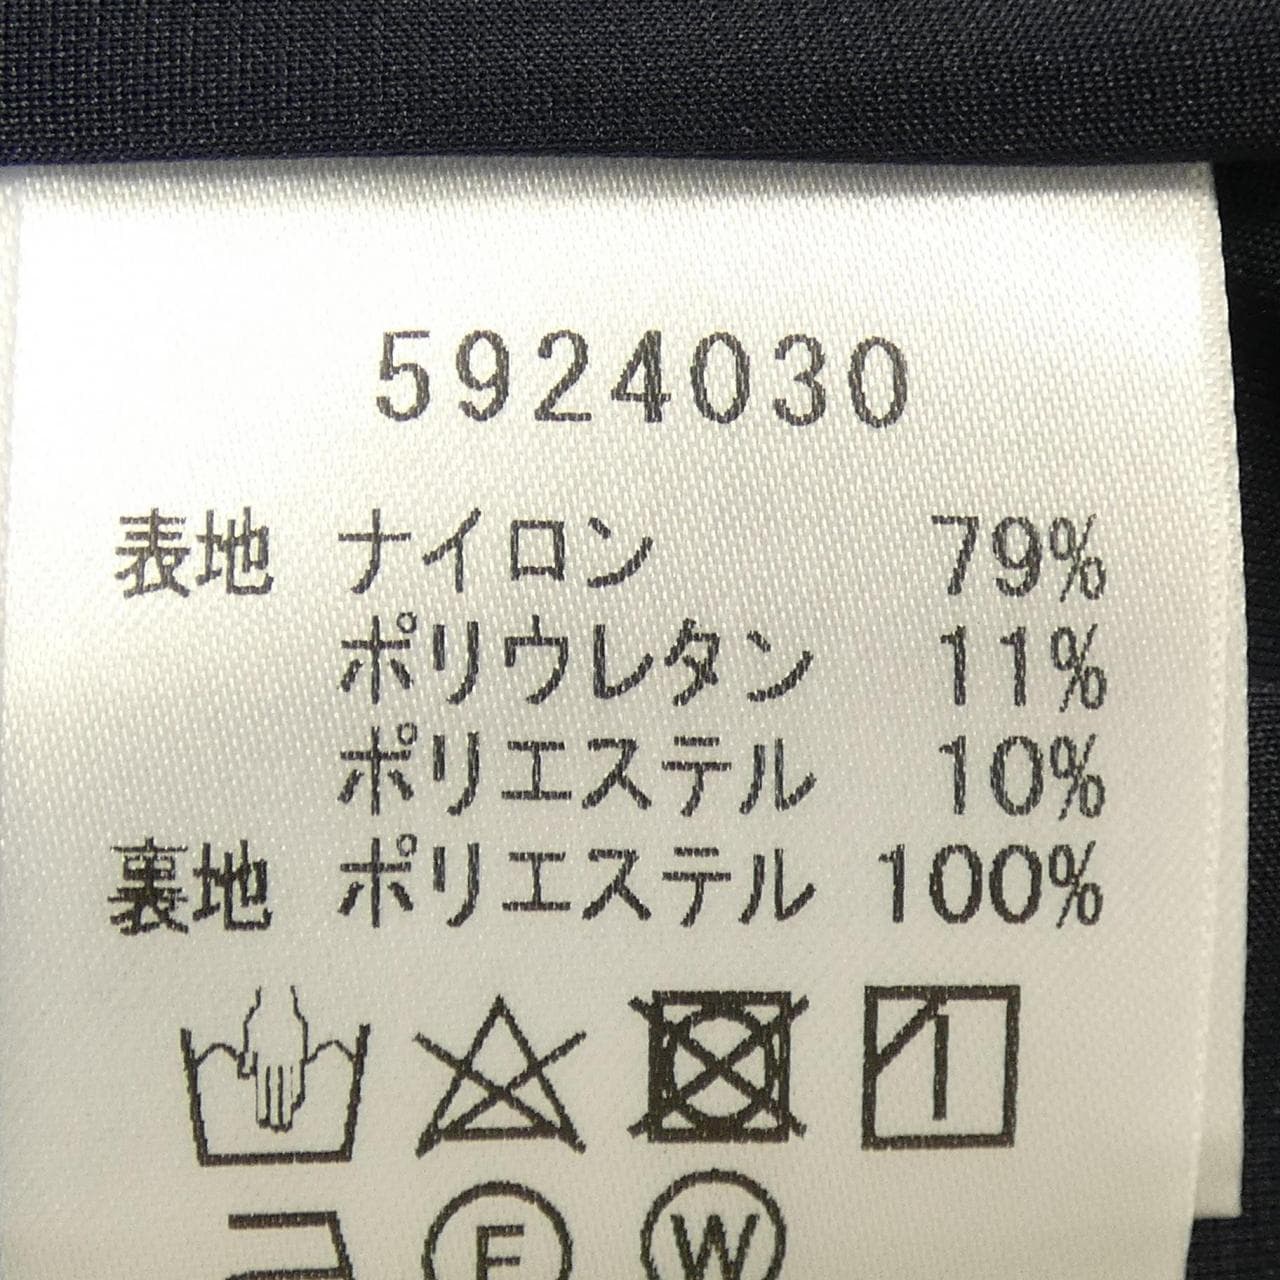 5924030
表地 ナイロン 79%
ポリウレタン 11%
ポリエステル 10%
裏地 ポリエステル 100%
F W